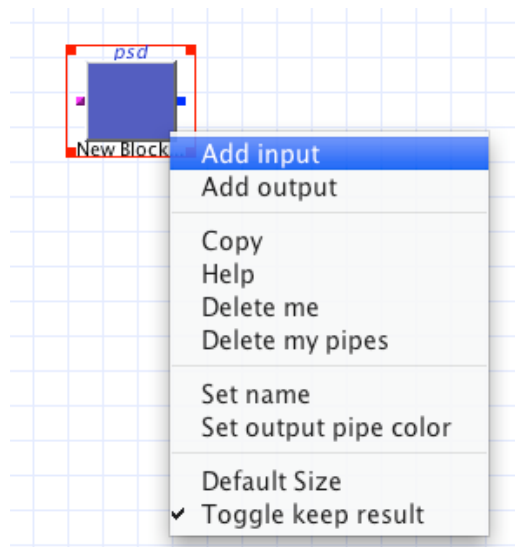 psd
New Block...
Add input
Add output
Copy
Help
Delete me
Delete my pipes
Set name
Set output pipe color
Default Size
Toggle keep result